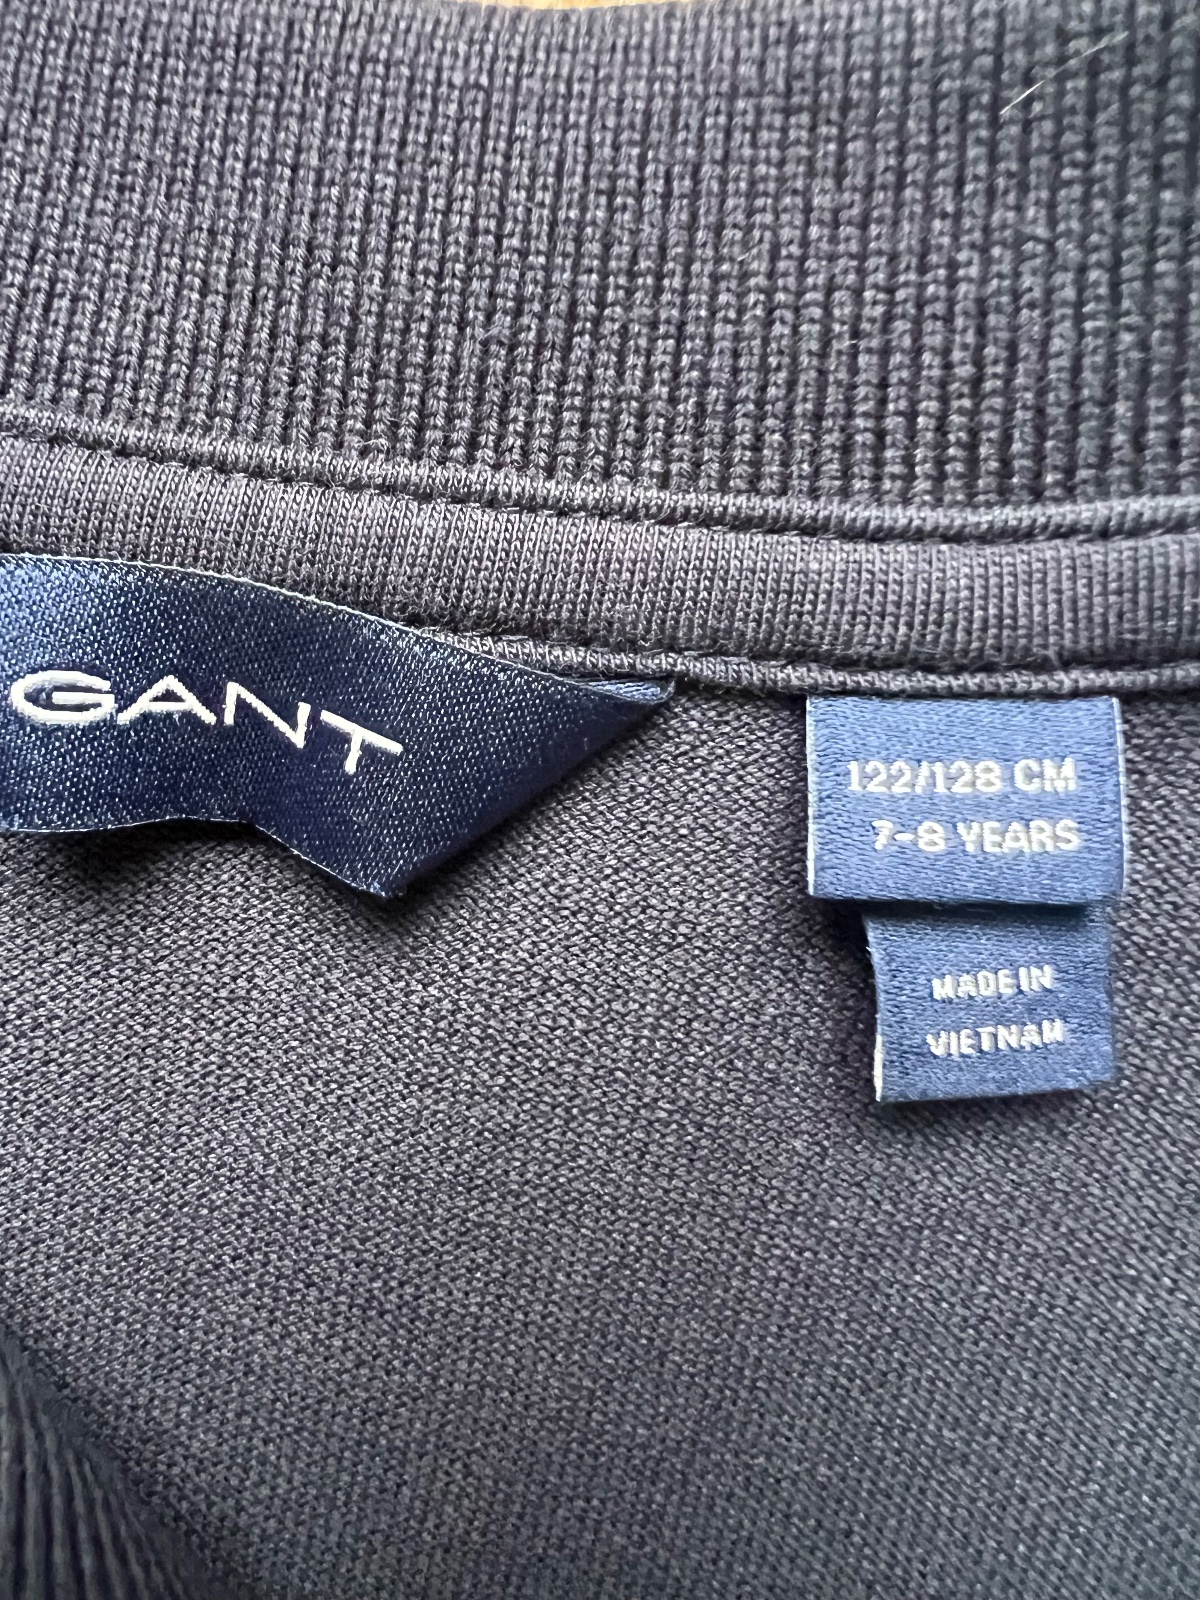 GANT
122/128 CM
7-8 YEARS
MADE IN
VIETNAM